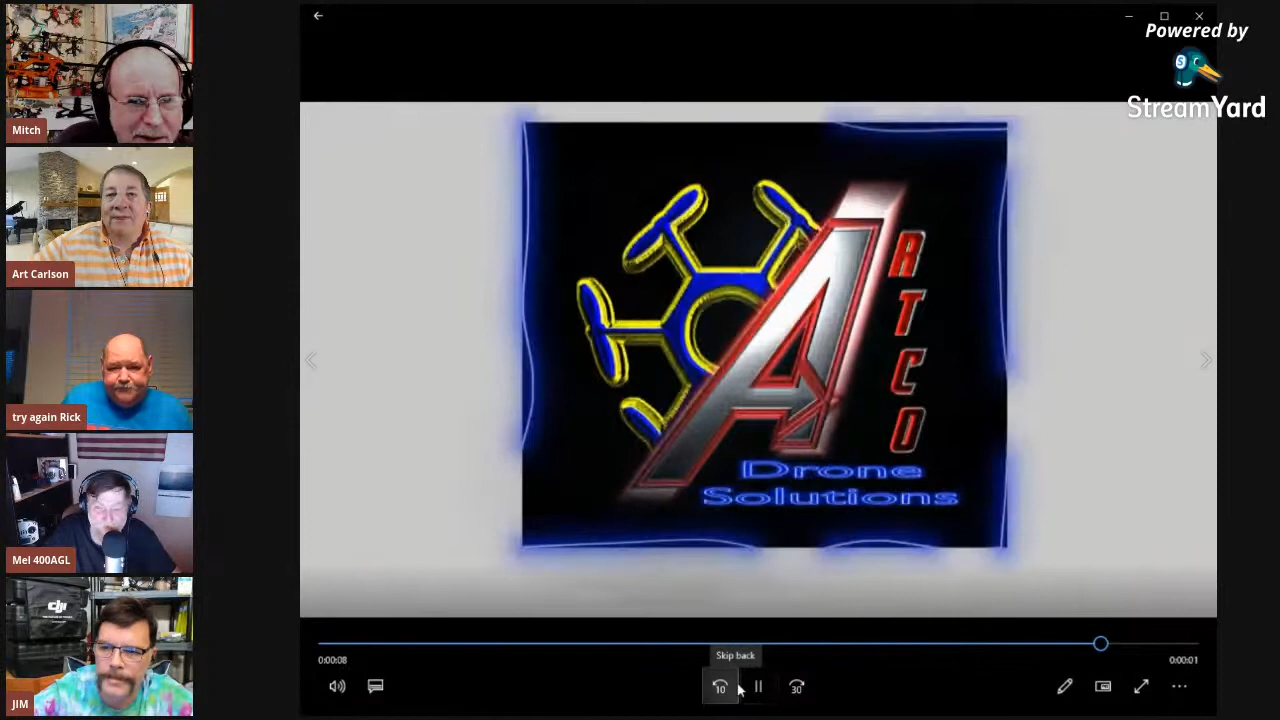 Powered by
StreamYard
Mitch
Art Carlson
try again Rick
Mel 400AGL
dji
JIM
A
R
T
C
O
Drone
Solutions
Skip back
0:00:08
0:00:01
10
30